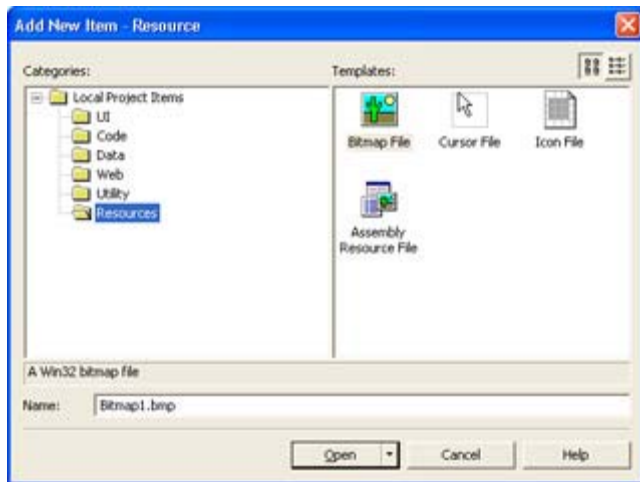 Add New Item - Resource
Categories:
Templates:
Local Project Items
UI
Code
Data
Web
Utility
Resources
Bitmap File
Cursor File
Icon File
Assembly
Resource File
A Win32 bitmap file
Name:
Bitmap1.bmp
Open
Cancel
Help